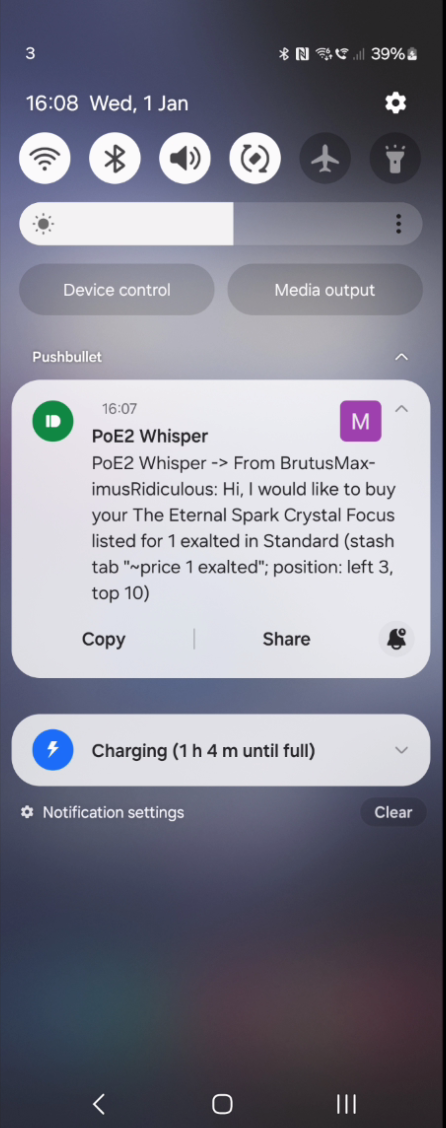 3
39%
16:08 Wed, 1 Jan
Device control
Media output
Pushbullet
16:07
M
PoE2 Whisper
PoE2 Whisper -> From BrutusMax-
imusRidiculous: Hi, I would like to buy
your The Eternal Spark Crystal Focus
listed for 1 exalted in Standard (stash
tab "~price 1 exalted"; position: left 3,
top 10)
Copy
Share
Charging (1 h 4 m until full)
Notification settings
Clear